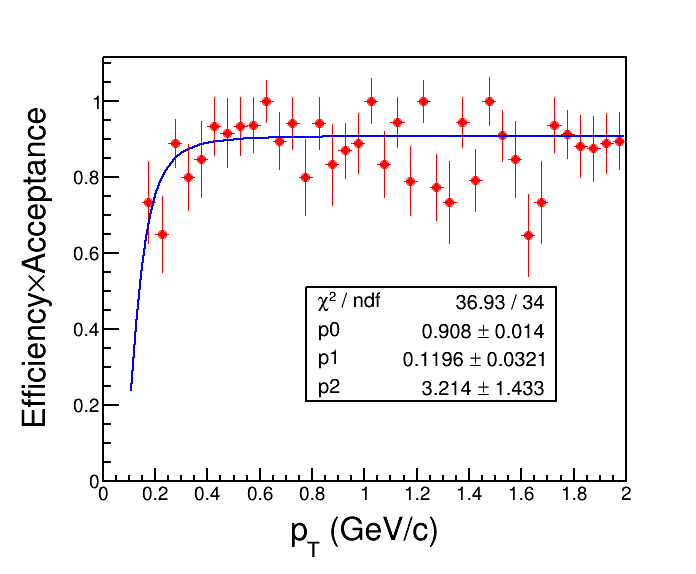 Efficiency×Acceptance
1
0.8
0.6
0.4
0.2
0
χ² / ndf 36.93 / 34
p0 0.908 ± 0.014
p1 0.1196 ± 0.0321
p2 3.214 ± 1.433
0 0.2 0.4 0.6 0.8 1 1.2 1.4 1.6 1.8 2
p_T (GeV/c)